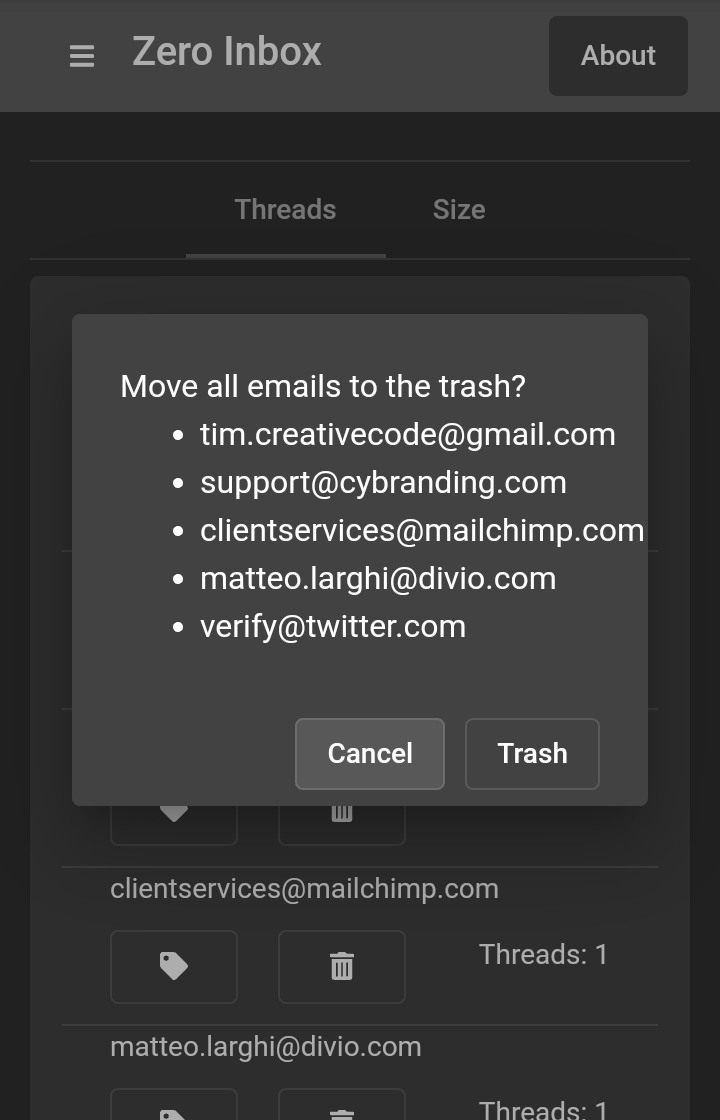 Zero Inbox
About
Threads
Size
Move all emails to the trash?
• tim.creativecode@gmail.com
• support@cybranding.com
• clientservices@mailchimp.com
• matteo.larghi@divio.com
• verify@twitter.com
Cancel
Trash
clientservices@mailchimp.com
Threads: 1
matteo.larghi@divio.com
Threads: 1